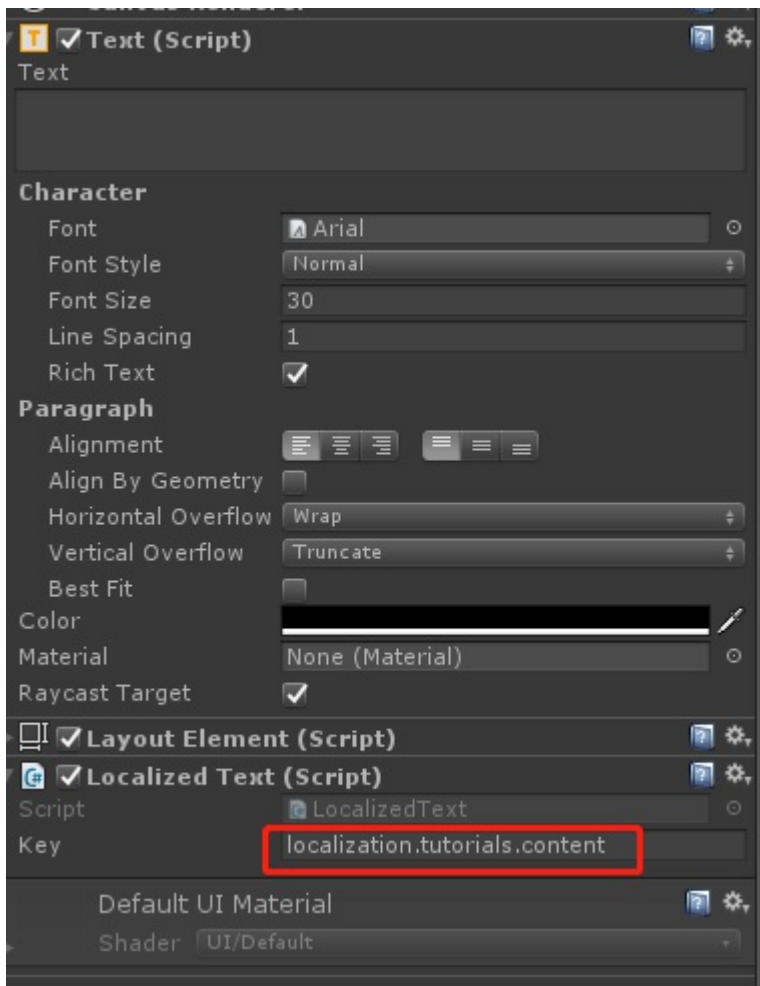 Text (Script)
Text
Character
Font Arial
Font Style Normal
Font Size 30
Line Spacing 1
Rich Text
Paragraph
Alignment
Align By Geometry
Horizontal Overflow Wrap
Vertical Overflow Truncate
Best Fit
Color
Material None (Material)
Raycast Target
Layout Element (Script)
Localized Text (Script)
Script LocalizedText
Key localization.tutorials.content
Default UI Material
Shader UI/Default